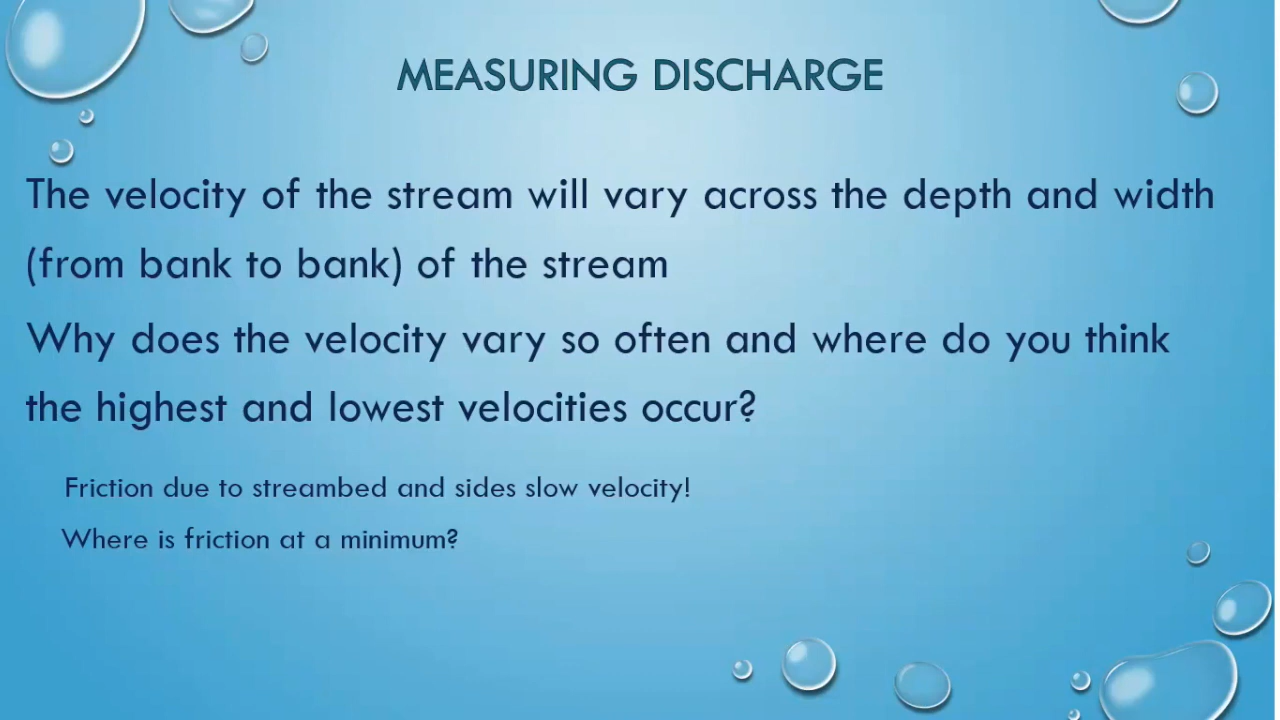 MEASURING DISCHARGE
The velocity of the stream will vary across the depth and width
(from bank to bank) of the stream
Why does the velocity vary so often and where do you think
the highest and lowest velocities occur?
Friction due to streambed and sides slow velocity!
Where is friction at a minimum?